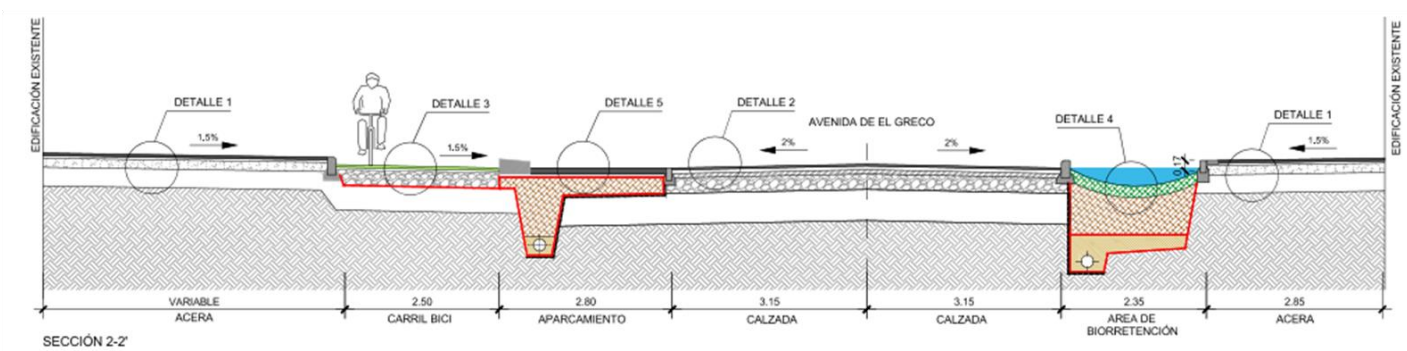 EDIFICACIÓN EXISTENTE
DETALLE 1
DETALLE 3
DETALLE 5
DETALLE 2
AVENIDA DE EL GRECO
DETALLE 4
DETALLE 1
EDIFICACIÓN EXISTENTE
1,5%
1.5%
2%
2%
0,17
1,5%
VARIABLE
2.50
2.80
3.15
3.15
2.35
2.85
ACERA
CARRIL BICI
APARCAMIENTO
CALZADA
CALZADA
AREA DE
BIORRETENCIÓN
ACERA
SECCIÓN 2-2'